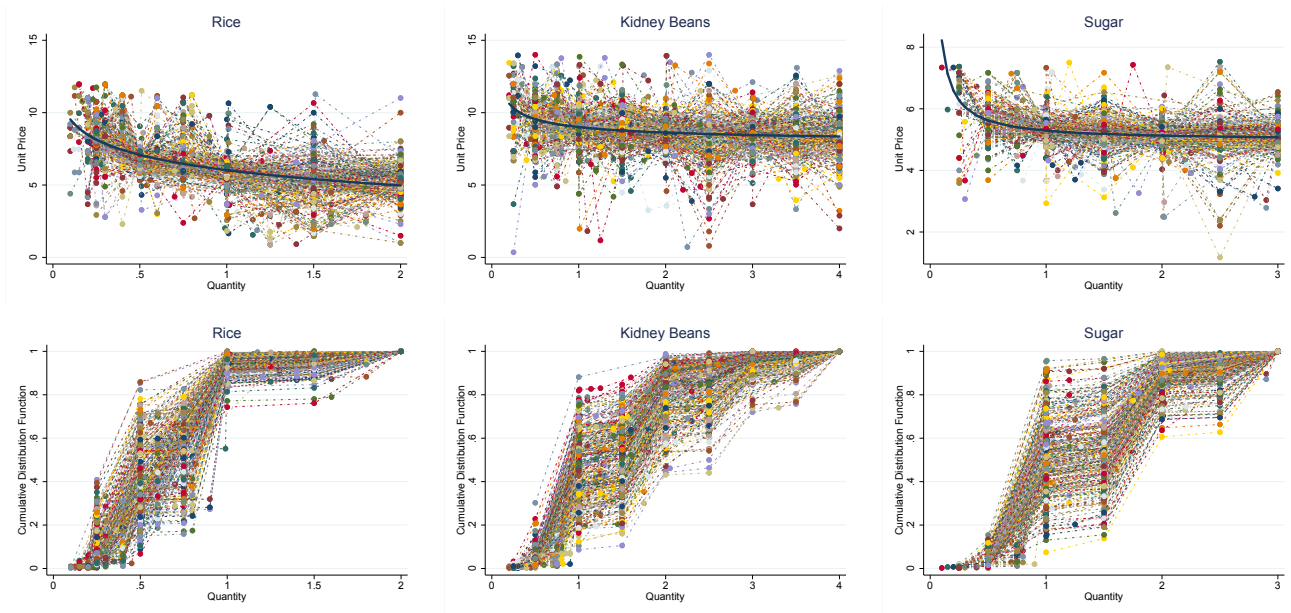 Rice
Unit Price
15
10
5
0
0 .5 1 1.5 2
Quantity
Kidney Beans
Unit Price
15
10
5
0
0 1 2 3 4
Quantity
Sugar
Unit Price
8
6
4
2
0 1 2 3
Quantity
Rice
Cumulative Distribution Function
1
.8
.6
.4
.2
0
0 .5 1 1.5 2
Quantity
Kidney Beans
Cumulative Distribution Function
1
.8
.6
.4
.2
0
0 1 2 3 4
Quantity
Sugar
Cumulative Distribution Function
1
.8
.6
.4
.2
0
0 1 2 3
Quantity